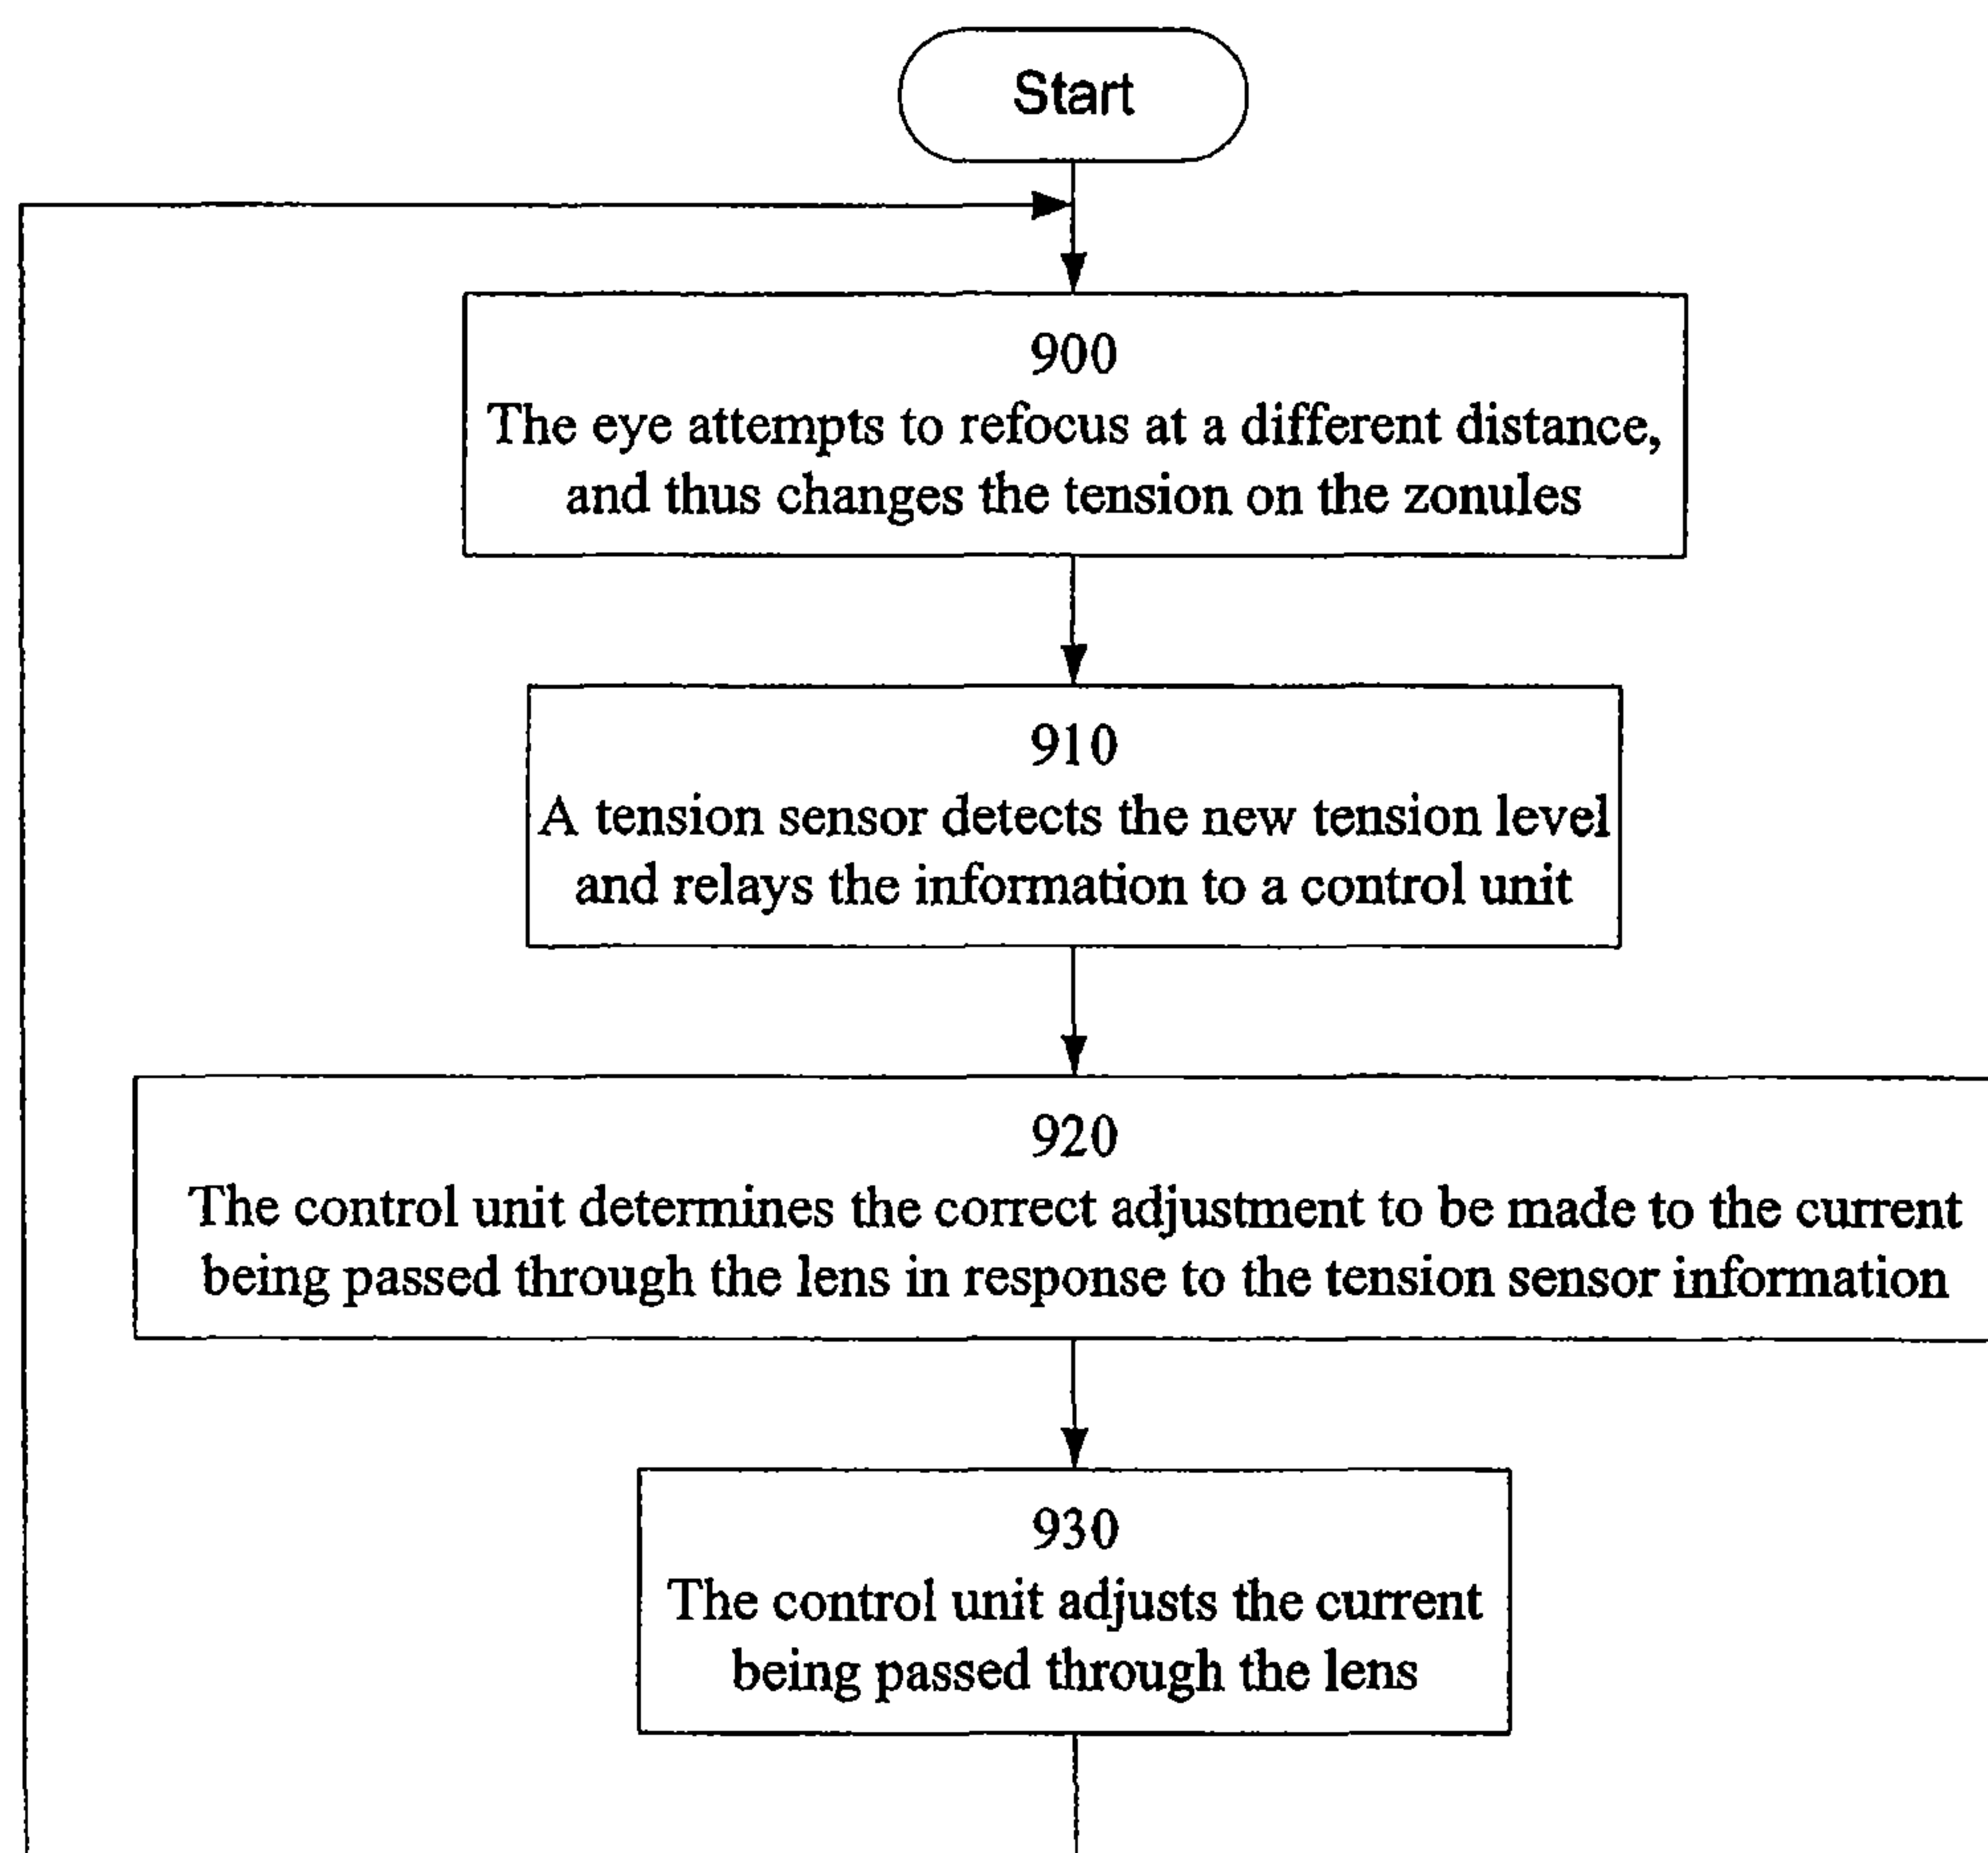 Start
900
The eye attempts to refocus at a different distance,
and thus changes the tension on the zonules
910
A tension sensor detects the new tension level
and relays the information to a control unit
920
The control unit determines the correct adjustment to be made to the current
being passed through the lens in response to the tension sensor information
930
The control unit adjusts the current
being passed through the lens